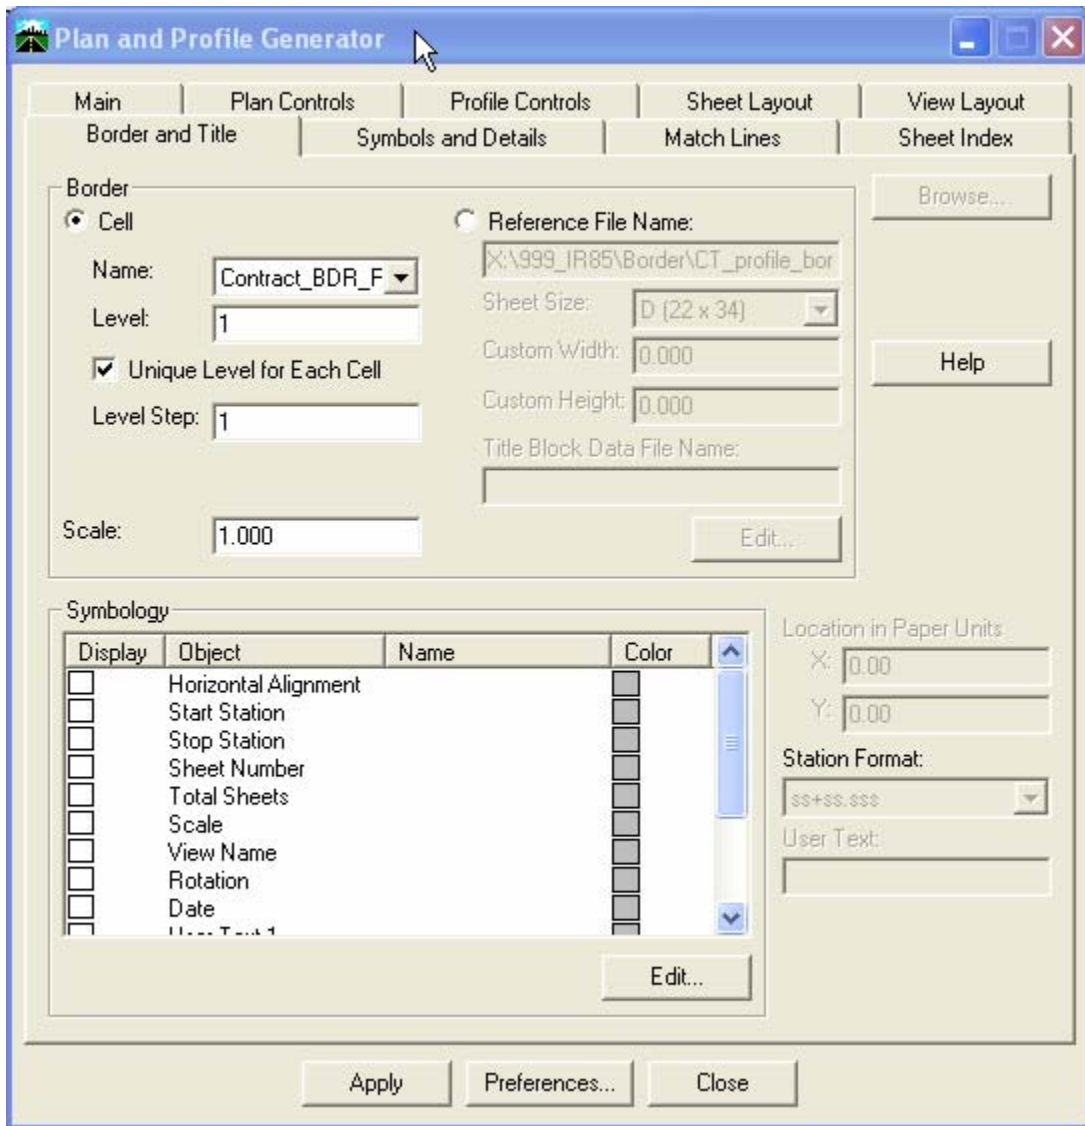 Plan and Profile Generator
Main Plan Controls Profile Controls Sheet Layout View Layout
Border and Title Symbols and Details Match Lines Sheet Index
Border
Cell
Name: Contract_BDR_F
Level: 1
Unique Level for Each Cell
Level Step: 1
Scale: 1.000
Reference File Name:
X:\999_IR85\Border\CT_profile_bor
Sheet Size: D (22 x 34)
Custom Width: 0.000
Custom Height: 0.000
Title Block Data File Name:
Edit...
Browse...
Help
Symbology
Display Object Name Color
Horizontal Alignment
Start Station
Stop Station
Sheet Number
Total Sheets
Scale
View Name
Rotation
Date
User Text 1
Edit...
Location in Paper Units
X: 0.00
Y: 0.00
Station Format:
ss+ss.sss
User Text:
Apply Preferences... Close